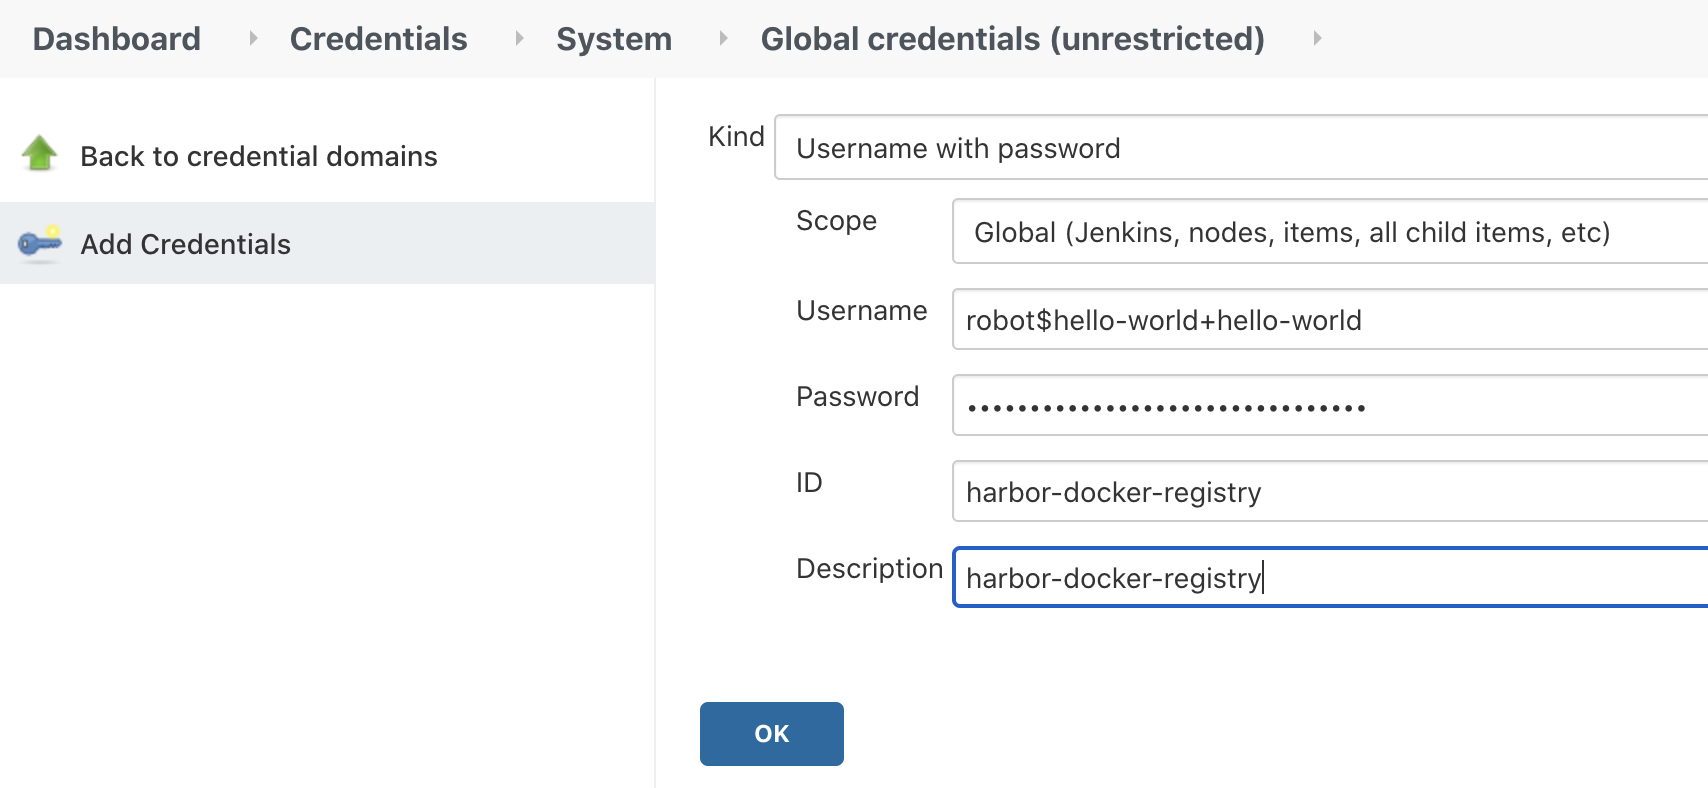 Dashboard Credentials System Global credentials (unrestricted)
Back to credential domains
Add Credentials
Kind Username with password
Scope Global (Jenkins, nodes, items, all child items, etc)
Username robot$hello-world+hello-world
Password ••••••••••••••••••••••••••••••••
ID harbor-docker-registry
Description harbor-docker-registry
OK